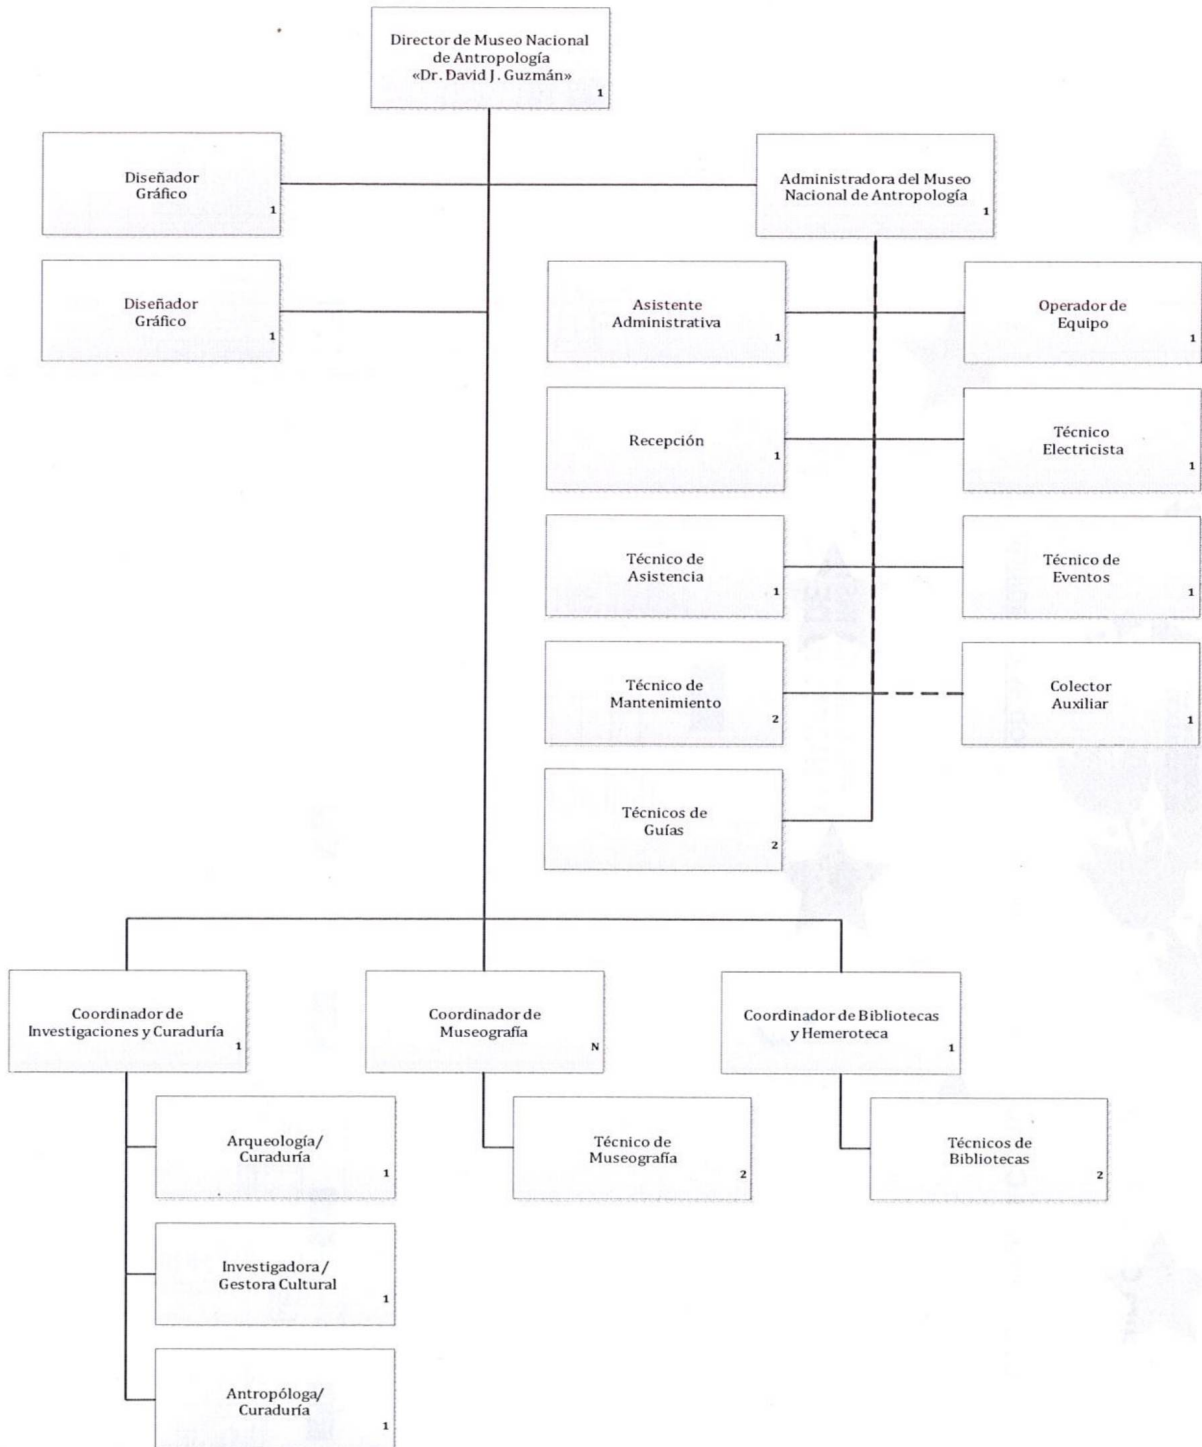 Director de Museo Nacional
de Antropología
«Dr. David J. Guzmán»
1
Diseñador
Gráfico
1
Administradora del Museo
Nacional de Antropología
1
Diseñador
Gráfico
1
Asistente
Administrativa
1
Operador de
Equipo
1
Recepción
1
Técnico
Electricista
1
Técnico de
Asistencia
1
Técnico de
Eventos
1
Técnico de
Mantenimiento
2
Colector
Auxiliar
1
Técnicos de
Guías
2
Coordinador de
Investigaciones y Curaduría
1
Coordinador de
Museografía
N
Coordinador de Bibliotecas
y Hemeroteca
1
Arqueología/
Curaduría
1
Técnico de
Museografía
2
Técnicos de
Bibliotecas
2
Investigadora/
Gestora Cultural
1
Antropóloga/
Curaduría
1